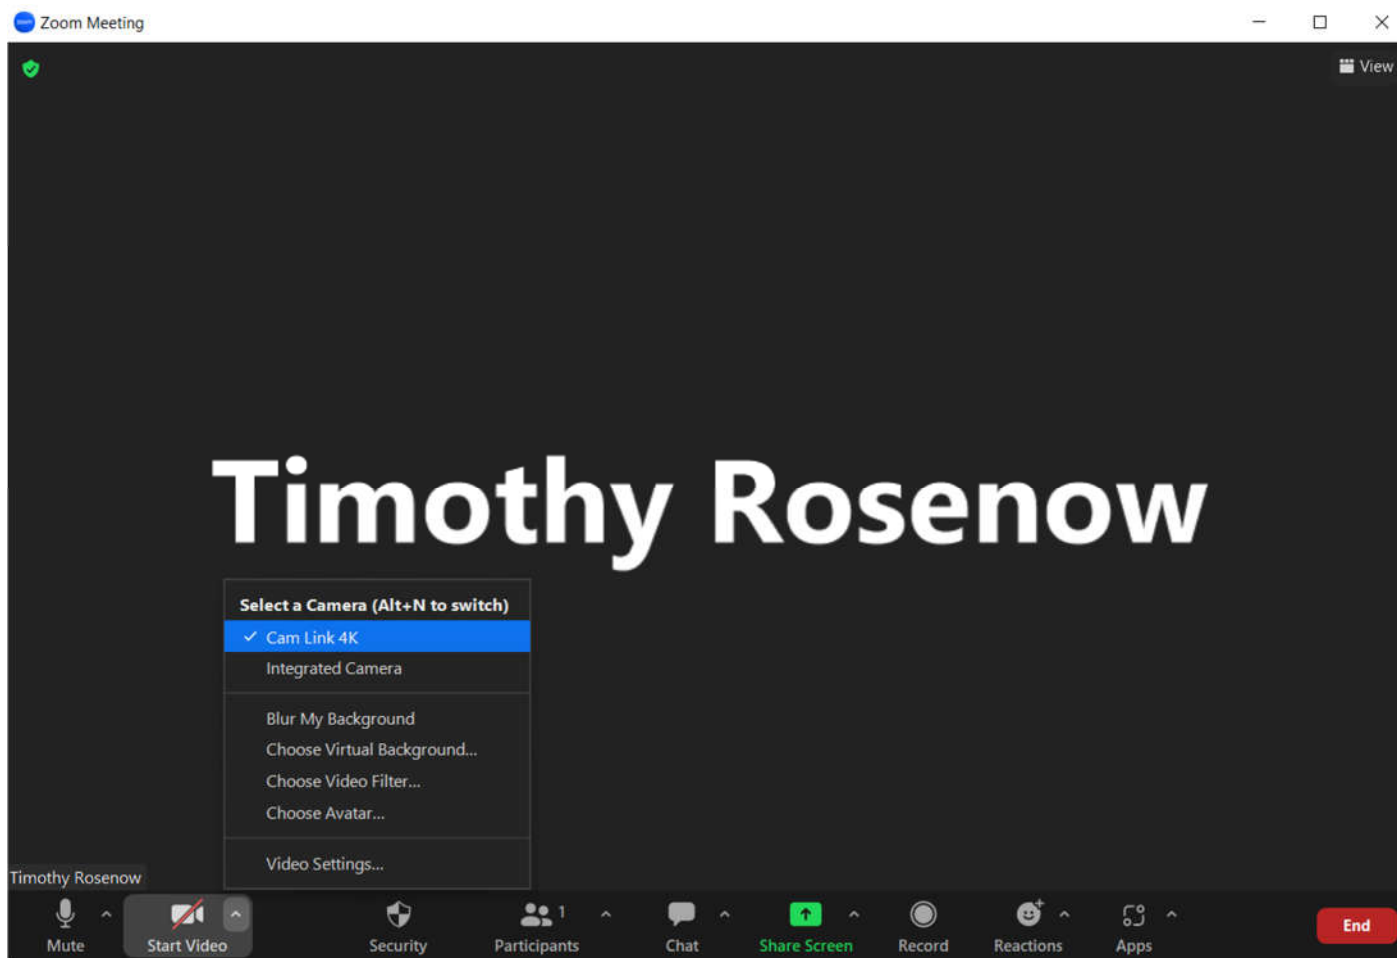 Zoom Meeting
View
Timothy Rosenow
Select a Camera (Alt+N to switch)
Cam Link 4K
Integrated Camera
Blur My Background
Choose Virtual Background...
Choose Video Filter...
Choose Avatar...
Video Settings...
Timothy Rosenow
1
Mute Start Video Security Participants Chat Share Screen Record Reactions Apps End